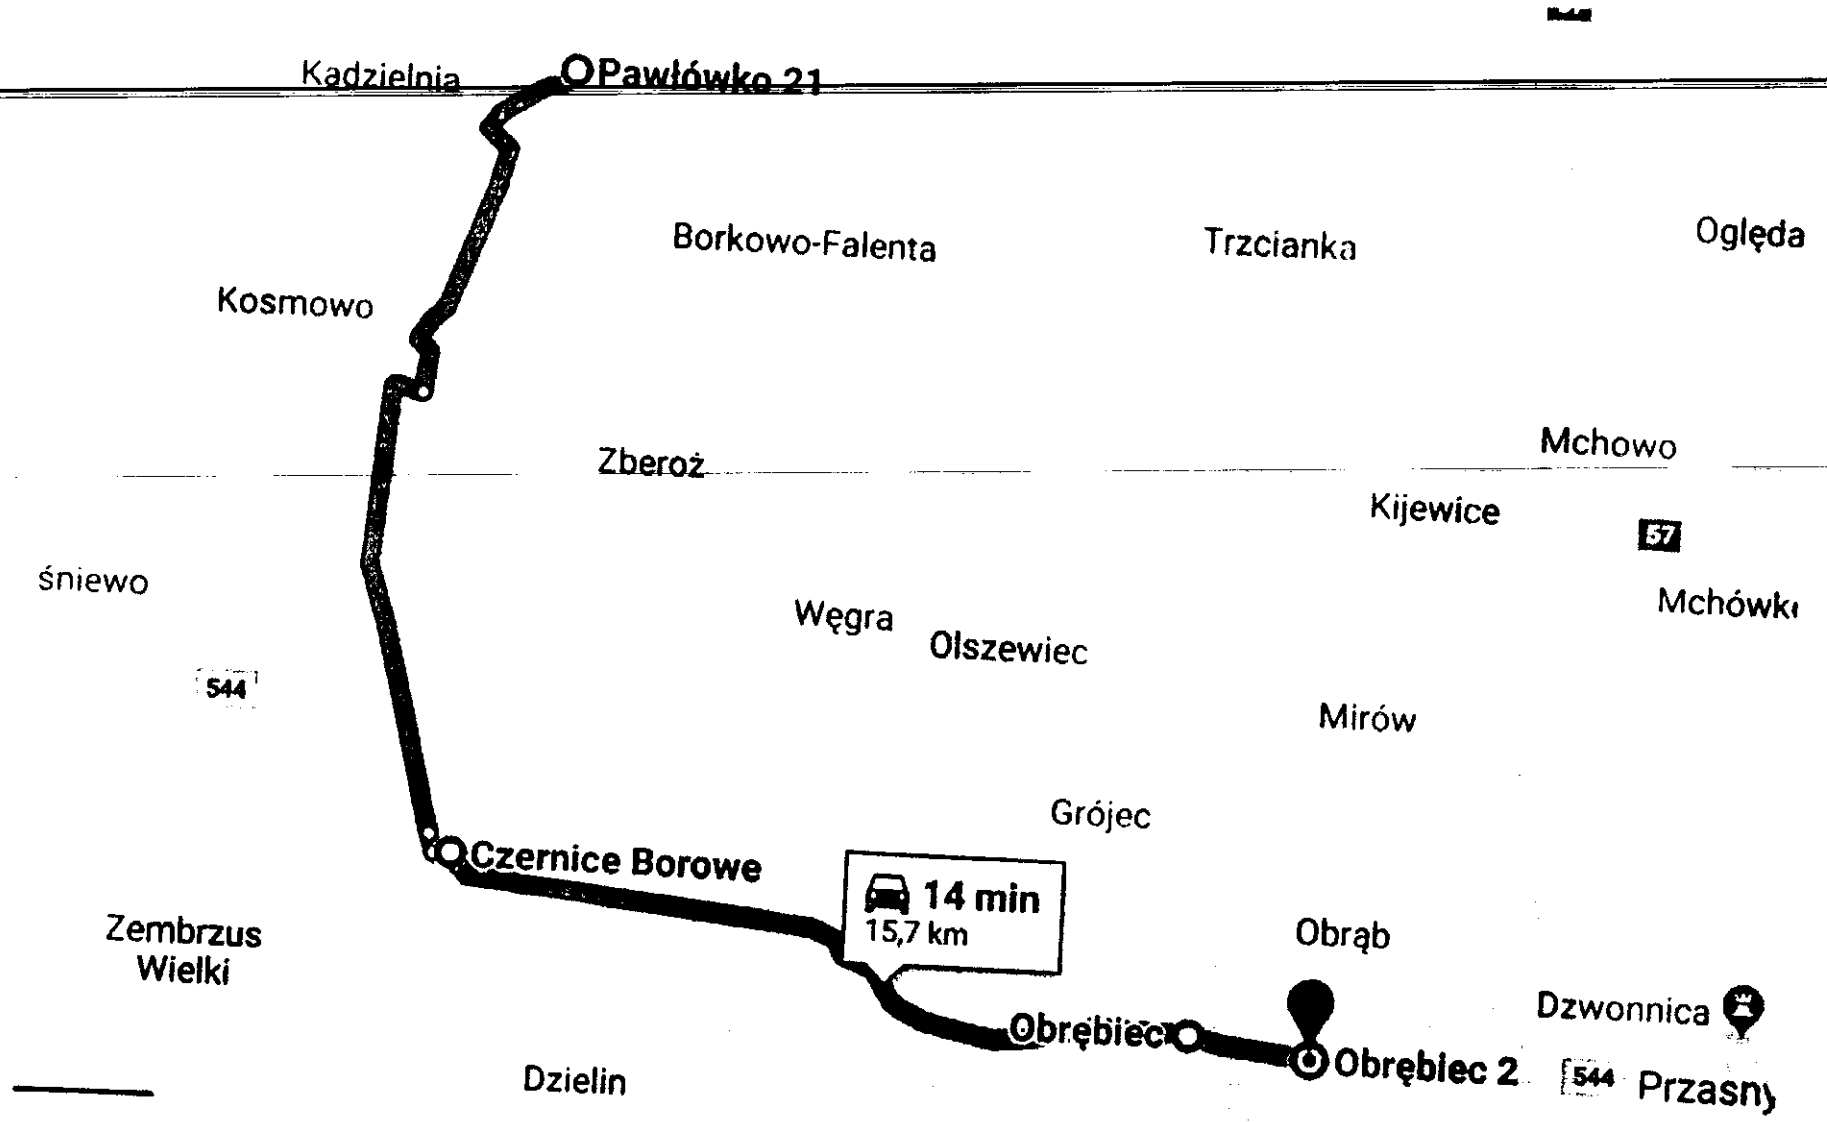 Kadzielnia
Pawłówko 21
Borkowo-Falenta
Trzcianka
Oględa
Kosmowo
Zberoż
Mchowo
Kijewice
57
śniewo
Mchówk
Węgra
Olszewiec
544
Mirów
Grójec
Czernice Borowe
14 min
15,7 km
Zembrzus
Wielki
Obrąb
Dzwonnica
Obrębiec
Obrębiec 2
544
Przasny
Dzielin